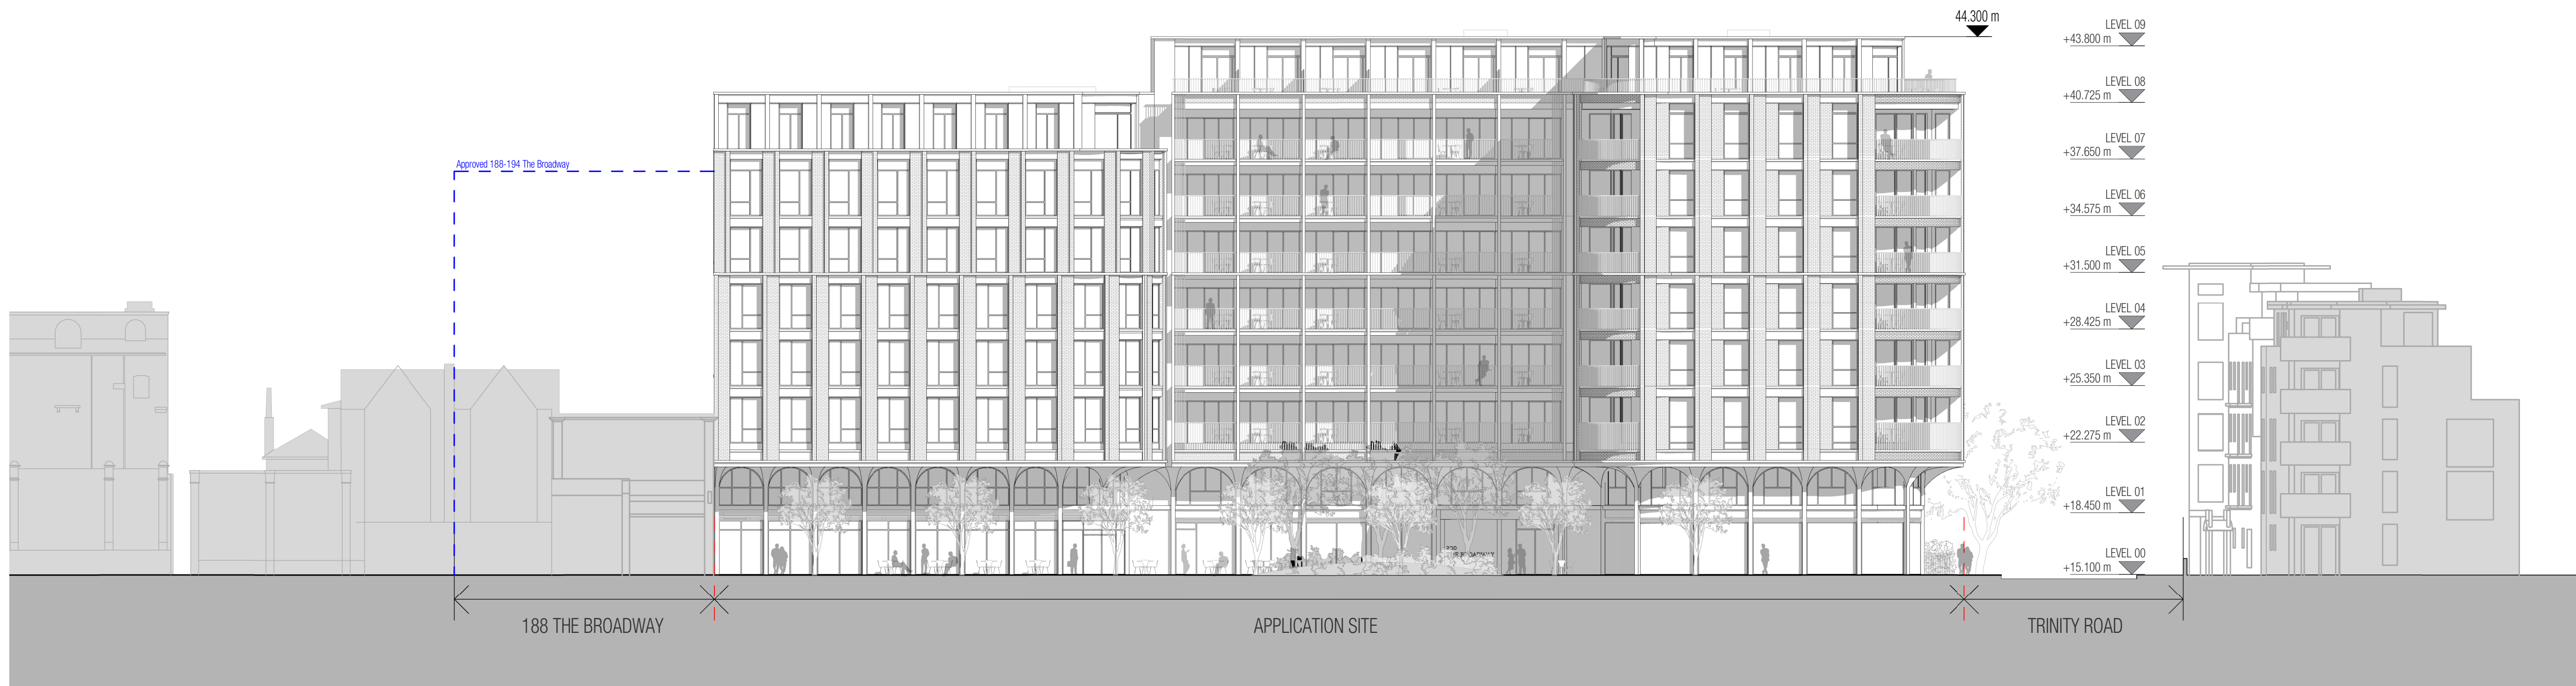 44.300 m
LEVEL 09
+43.800 m
LEVEL 08
+40.725 m
LEVEL 07
+37.650 m
LEVEL 06
+34.575 m
LEVEL 05
+31.500 m
LEVEL 04
+28.425 m
LEVEL 03
+25.350 m
LEVEL 02
+22.275 m
LEVEL 01
+18.450 m
LEVEL 00
+15.100 m
Approved 188-194 The Broadway
BROADWAY
188 THE BROADWAY
APPLICATION SITE
TRINITY ROAD